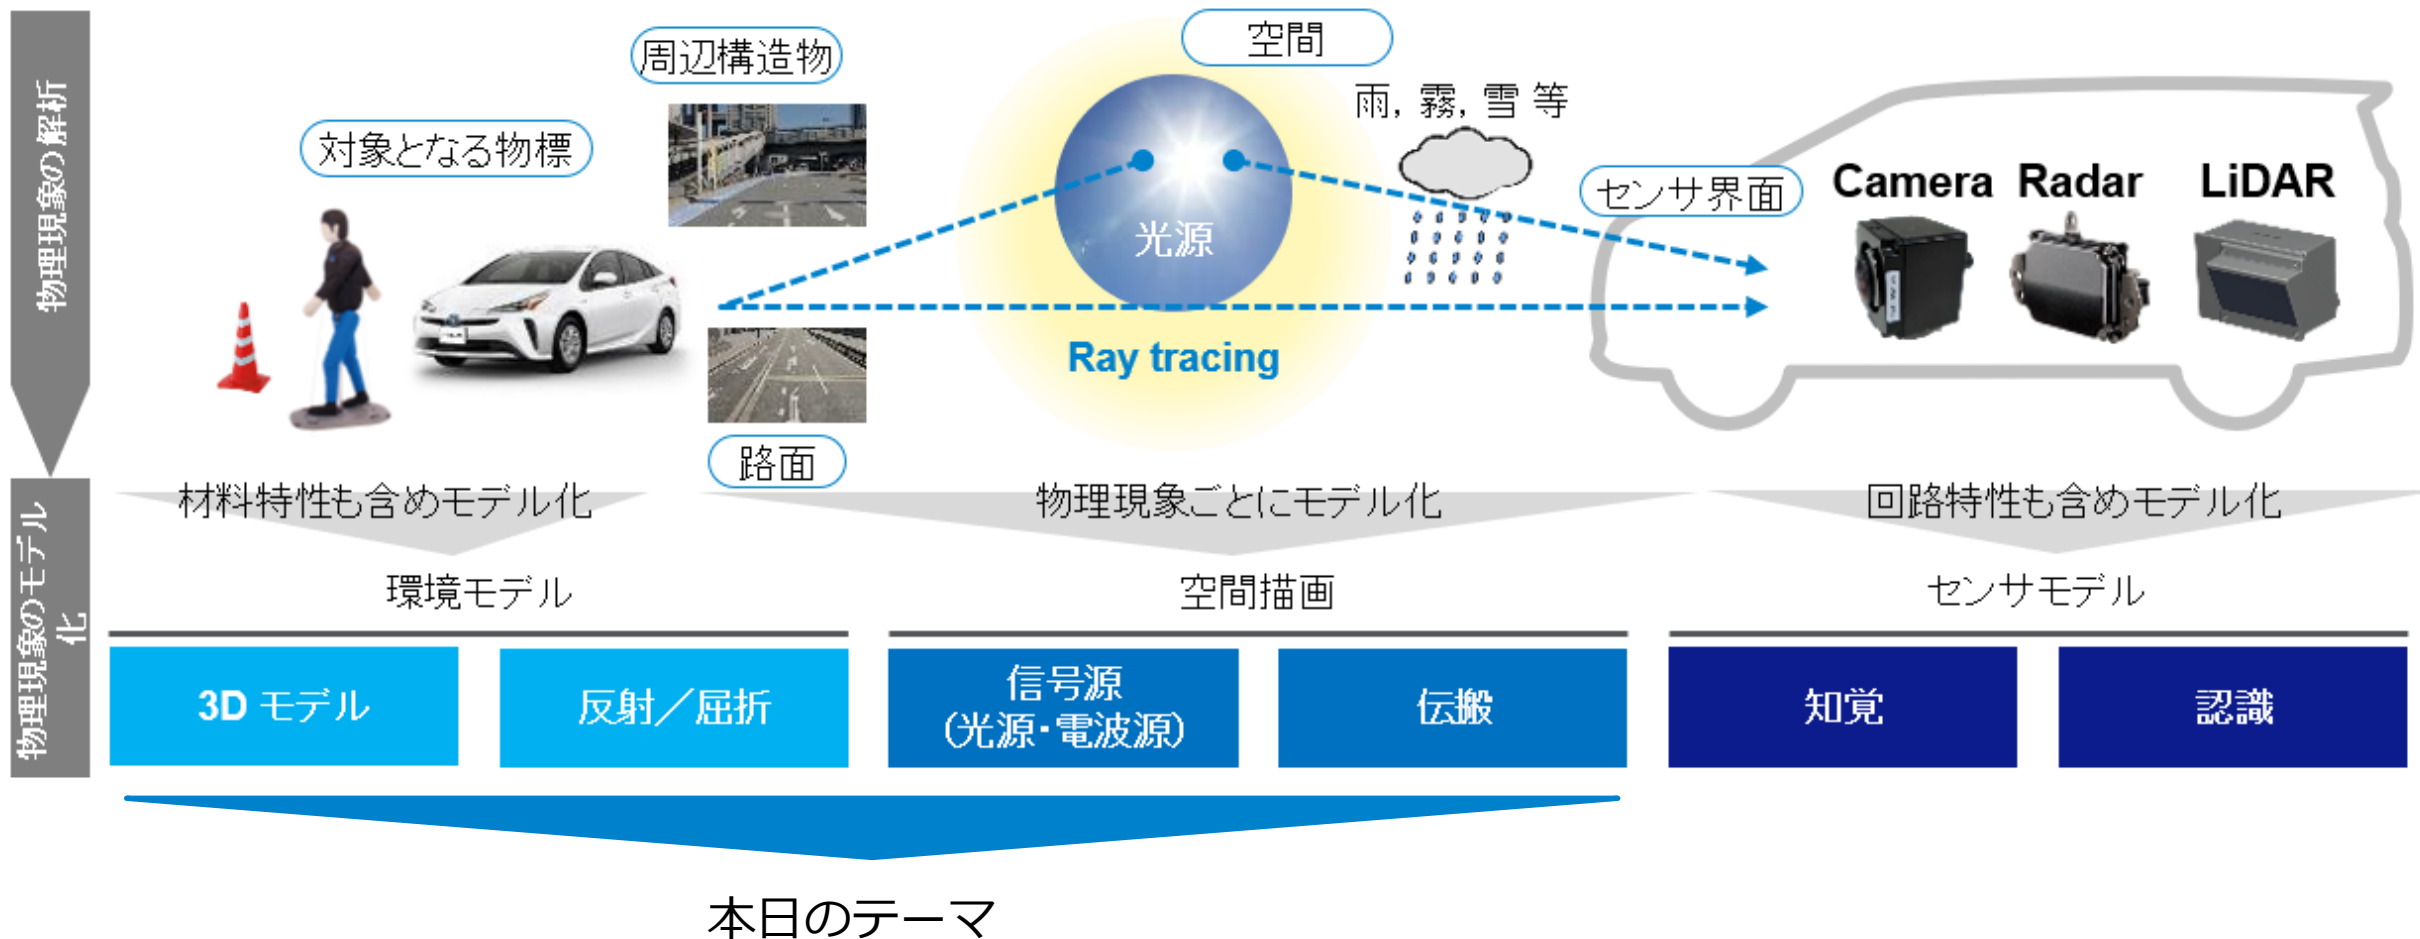 物理現象の解析
周辺構造物
空間
対象となる物標
雨, 霧, 雪 等
センサ界面
Camera
Radar
LiDAR
光源
Ray tracing
路面
物理現象のモデル
化
材料特性も含めモデル化
物理現象ごとにモデル化
回路特性も含めモデル化
環境モデル
空間描画
センサモデル
3D モデル
反射／屈折
信号源
(光源・電波源)
伝搬
知覚
認識
本日のテーマ